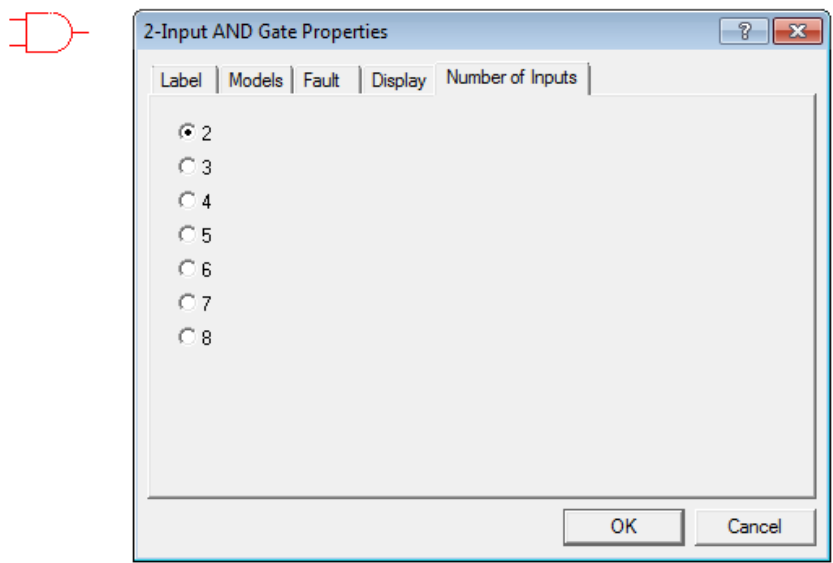 2-Input AND Gate Properties ?
Label Models Fault Display Number of Inputs
2
3
4
5
6
7
8
OK Cancel